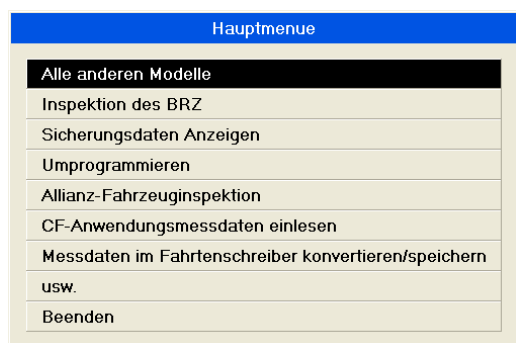 Hauptmenue
Alle anderen Modelle
Inspektion des BRZ
Sicherungsdaten Anzeigen
Umprogrammieren
Allianz-Fahrzeuginspektion
CF-Anwendungsmessdaten einlesen
Messdaten im Fahrtenschreiber konvertieren/speichern
usw.
Beenden